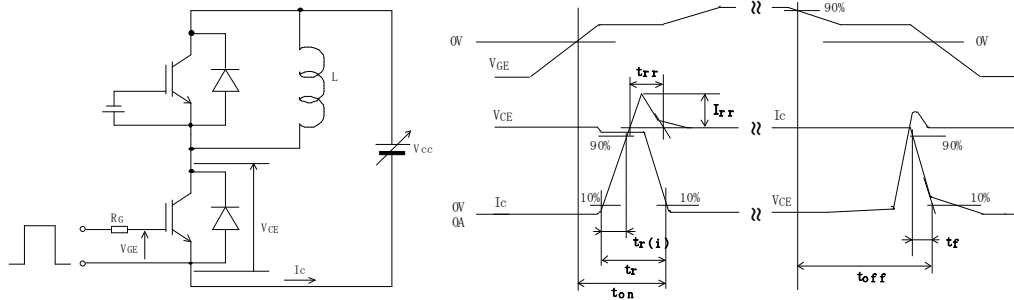 L
Vcc
RG
VGE
VCE
Ic
90%
0V
0V
VGE
trr
Irr
VCE
Ic
90%
90%
10%
10%
10%
Ic
VCE
0V
0A
tr(i)
tf
tr
toff
ton